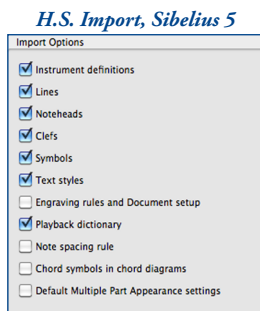 H.S. Import, Sibelius 5
Import Options
Instrument definitions
Lines
Noteheads
Clefs
Symbols
Text styles
Engraving rules and Document setup
Playback dictionary
Note spacing rule
Chord symbols in chord diagrams
Default Multiple Part Appearance settings